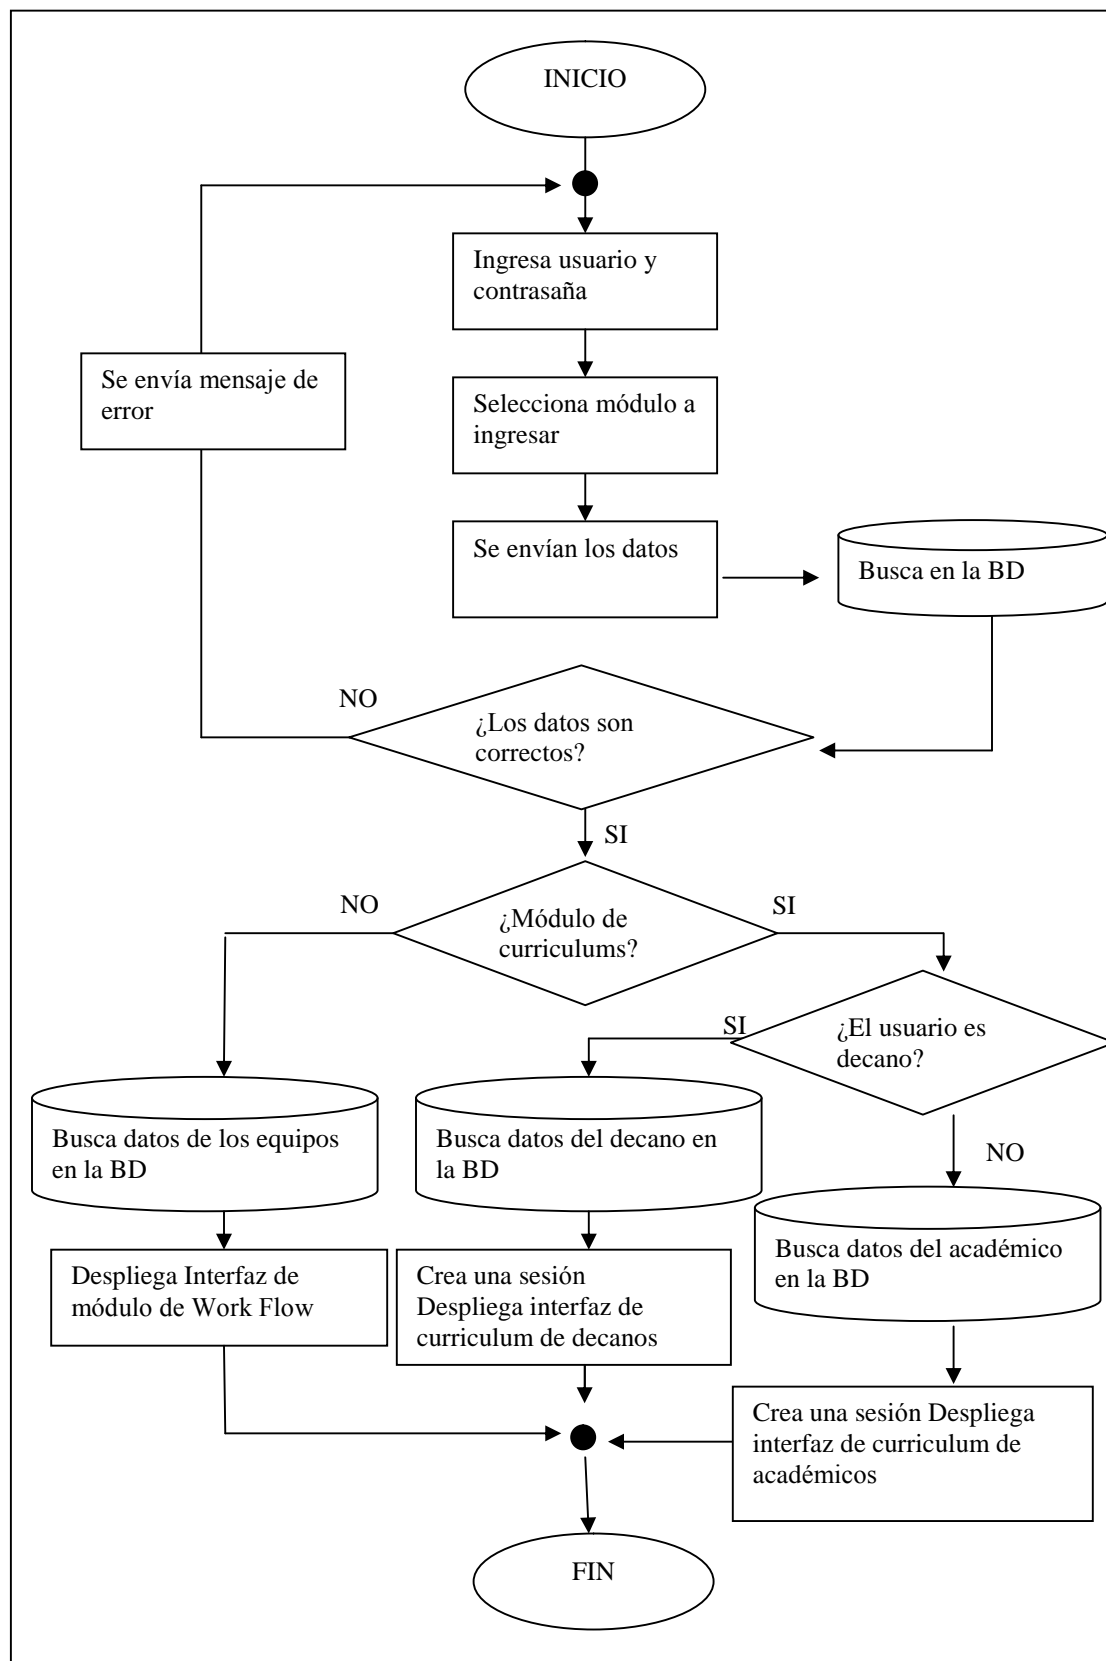 INICIO
Ingresa usuario y
contrasaña
Se envía mensaje de
error
Selecciona módulo a
ingresar
Se envían los datos
Busca en la BD
NO
¿Los datos son
correctos?
SI
NO
¿Módulo de
curriculums?
SI
SI
¿El usuario es
decano?
Busca datos de los equipos
en la BD
Busca datos del decano en
la BD
NO
Busca datos del académico
en la BD
Despliega Interfaz de
módulo de Work Flow
Crea una sesión
Despliega interfaz de
curriculum de decanos
Crea una sesión Despliega
interfaz de curriculum de
académicos
FIN